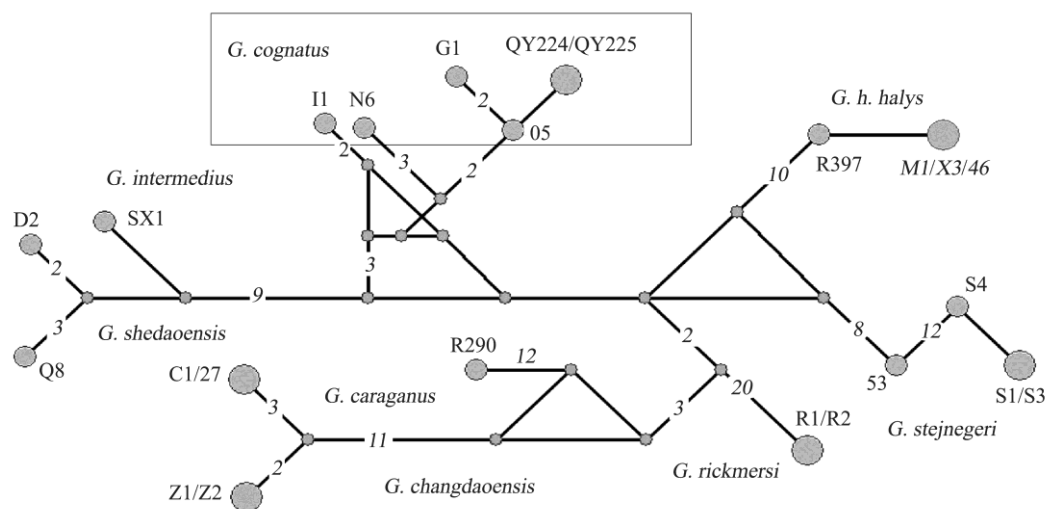 G. cognatus
G1
QY224/QY225
I1
N6
2
05
G. h. halys
2
3
2
R397
M1/X3/46
10
G. intermedius
D2
SX1
2
3
9
3
G. shedaoensis
Q8
S4
8
12
53
S1/S3
G. stejnegeri
2
R290
12
C1/27
G. caraganus
3
20
3
R1/R2
11
2
Z1/Z2
G. changdaoensis
G. rickmersi